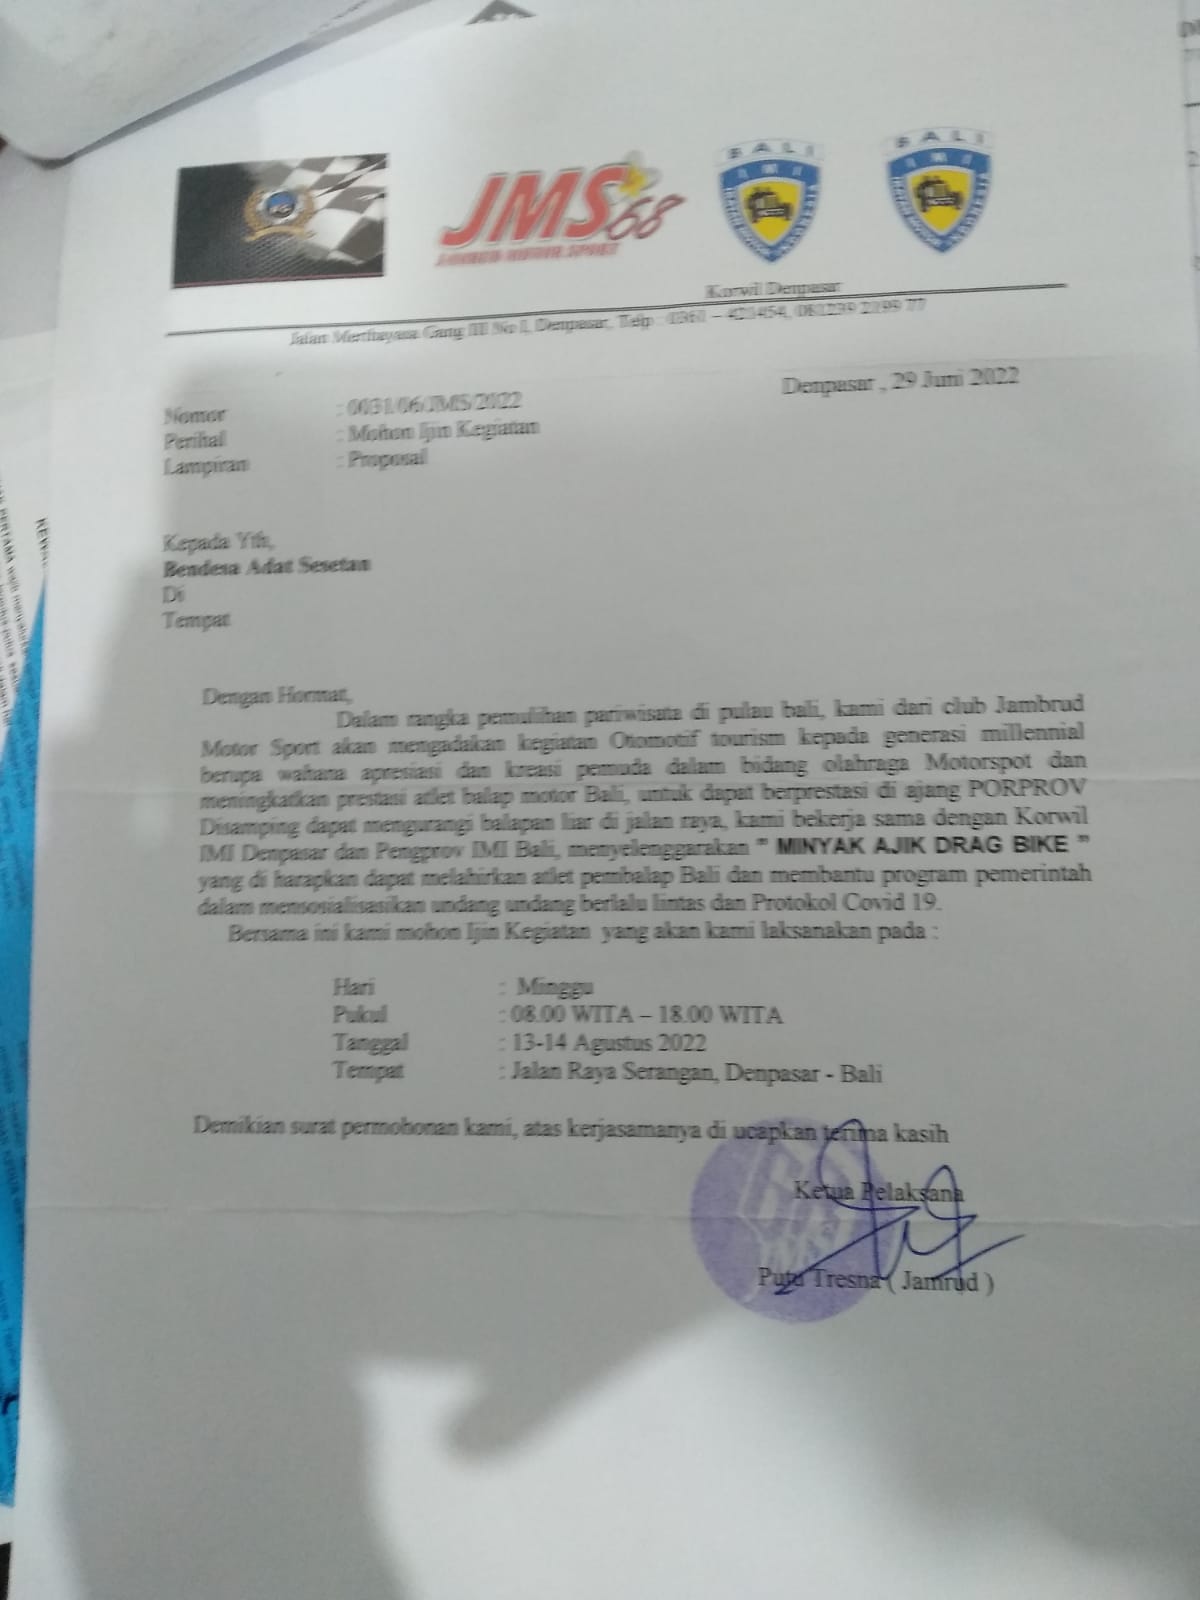 JMS 68
JAMRUD MOTOR SPORT
BALI
IMI
IKATAN MOTOR INDONESIA
BALI
IMI
IKATAN MOTOR INDONESIA
Korwil Denpasar
Jalan Merthayasa Gang III No 1, Denpasar, Telp : 0361 – 421454, 081239 2199 77
Denpasar , 29 Juni 2022
Nomor : 0031/06/JMS/2022
Perihal : Mohon Ijin Kegiatan
Lampiran : Proposal
Kepada Yth,
Bendesa Adat Sesetan
Di
Tempat
Dengan Hormat,
Dalam rangka pemulihan pariwisata di pulau bali, kami dari club Jambrud
Motor Sport akan mengadakan kegiatan Otomotif tourism kepada generasi millennial
berupa wahana apresiasi dan kreasi pemuda dalam bidang olahraga Motorspot dan
meningkatkan prestasi atlet balap motor Bali, untuk dapat berprestasi di ajang PORPROV
Disamping dapat mengurangi balapan liar di jalan raya, kami bekerja sama dengan Korwil
IMI Denpasar dan Pengprov IMI Bali, menyelenggarakan " MINYAK AJIK DRAG BIKE "
yang di harapkan dapat melahirkan atlet pembalap Bali dan membantu program pemerintah
dalam mensosialisasikan undang undang berlalu lintas dan Protokol Covid 19.
Bersama ini kami mohon Ijin Kegiatan yang akan kami laksanakan pada :
Hari : Minggu
Pukul : 08.00 WITA – 18.00 WITA
Tanggal : 13-14 Agustus 2022
Tempat : Jalan Raya Serangan, Denpasar - Bali
Demikian surat permohonan kami, atas kerjasamanya di ucapkan terima kasih
Ketua Pelaksana
Putu Tresna ( Jamrud )